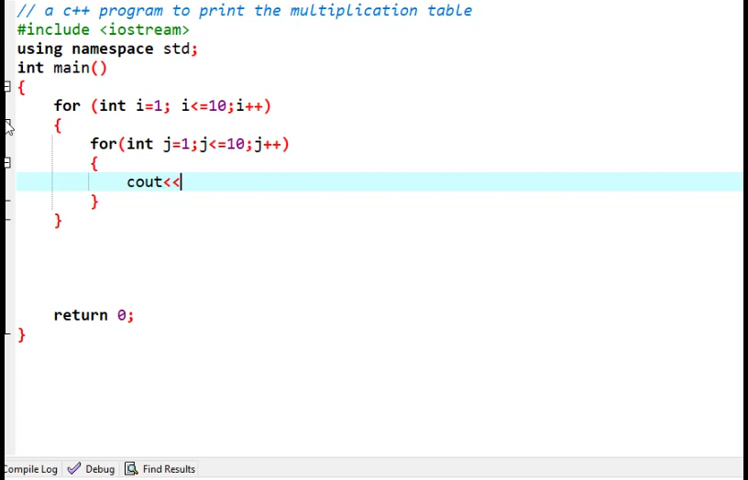 // a c++ program to print the multiplication table
#include <iostream>
using namespace std;
int main()
{
for (int i=1; i<=10;i++)
{
for(int j=1;j<=10;j++)
{
cout<<
}
}
return 0;
}
Compile Log Debug Find Results